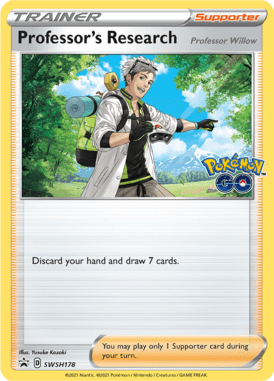 TRAINER Supporter
Professor's Research Professor Willow
Pokémon
GO
Discard your hand and draw 7 cards.
Illus. Yusuke Kozaki
D SWSH178
You may play only 1 Supporter card during
your turn.
©2021 Niantic. ©2021 Pokémon / Nintendo / Creatures / GAME FREAK.